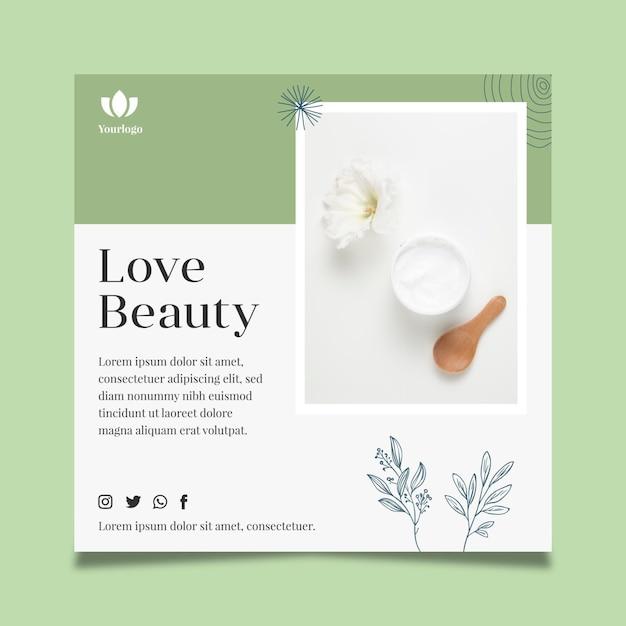 Yourlogo
Love
Beauty
Lorem ipsum dolor sit amet,
consectetuer adipiscing elit, sed
diam nonummy nibh euismod
tincidunt ut laoreet dolore
magna aliquam erat volutpat.
Lorem ipsum dolor sit amet, consectetuer.